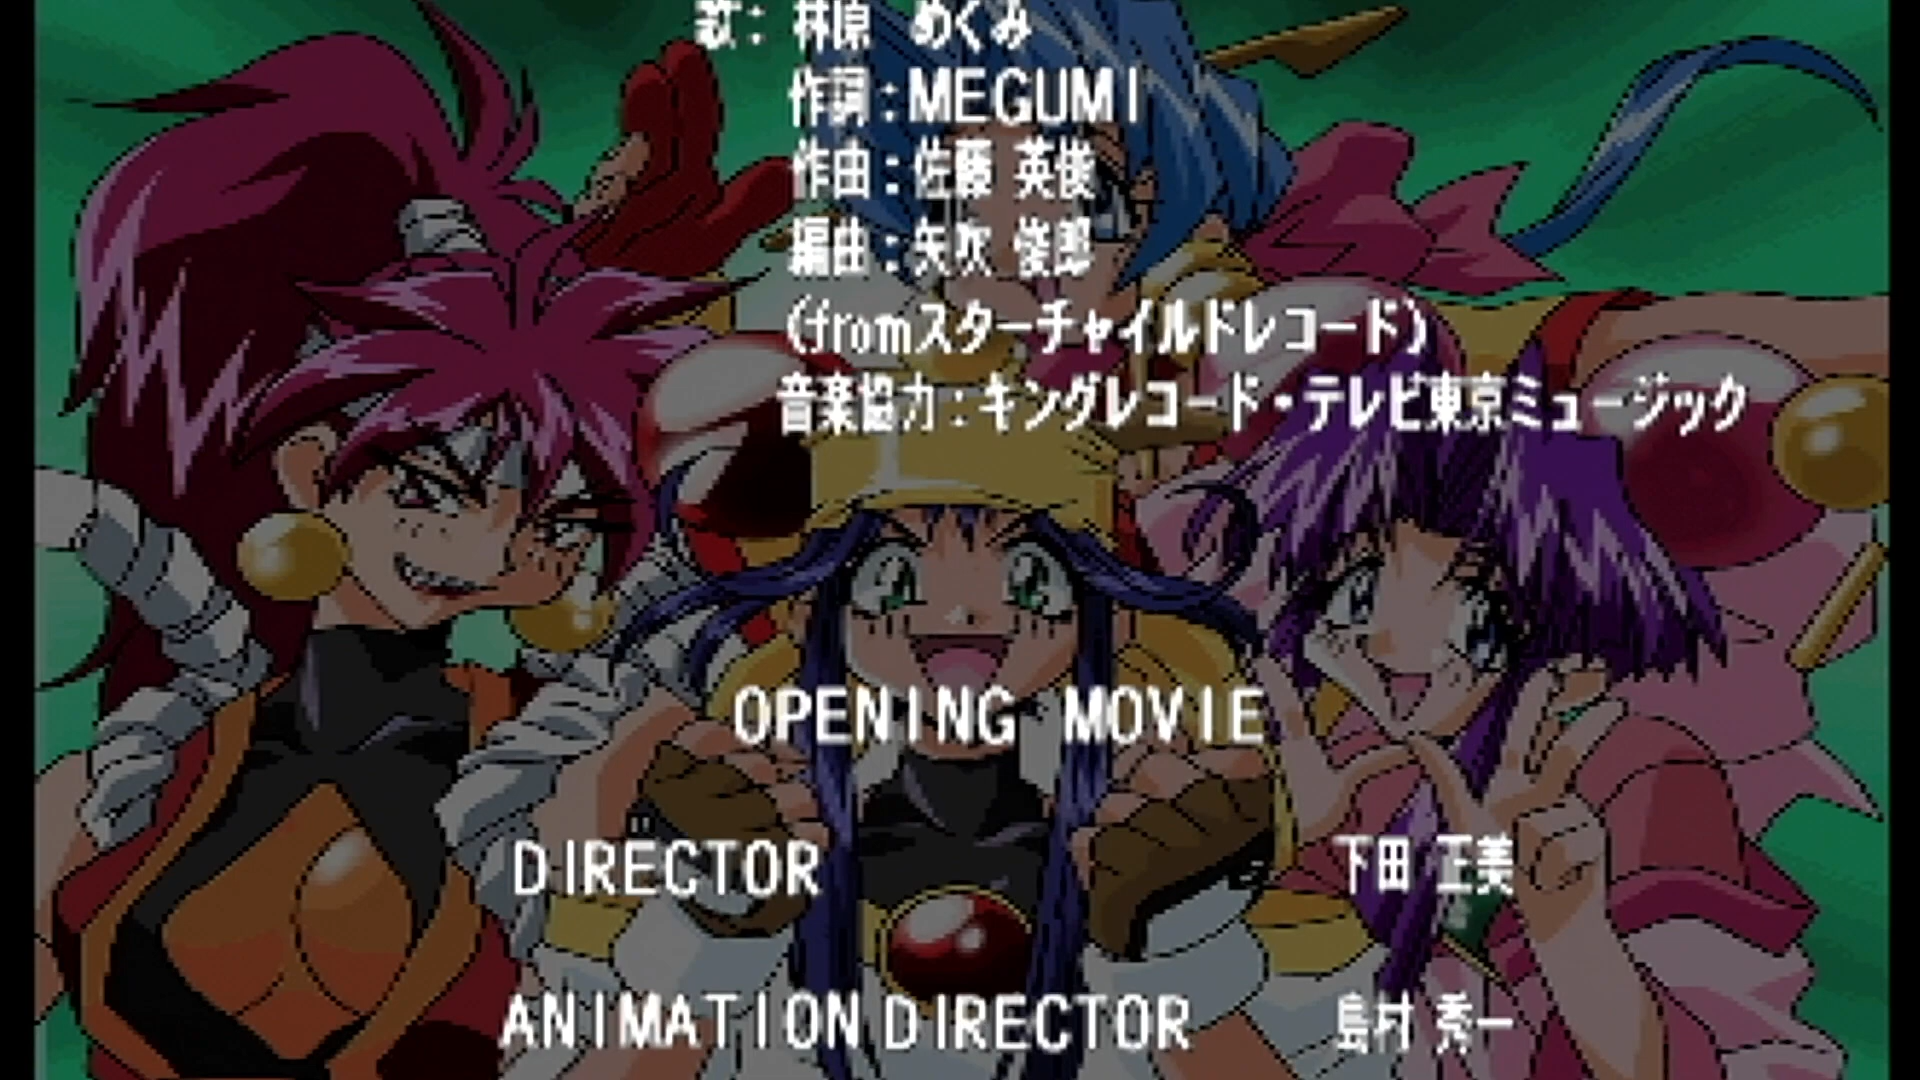 歌: 林原 めぐみ
作詞:MEGUMI
作曲:佐藤 英俊
編曲:矢吹 俊郎
(fromスターチャイルドレコード)
音楽協力:キングレコード・テレビ東京ミュージック
OPENING MOVIE
DIRECTOR 下田 正美
ANIMATION DIRECTOR 島村 秀一